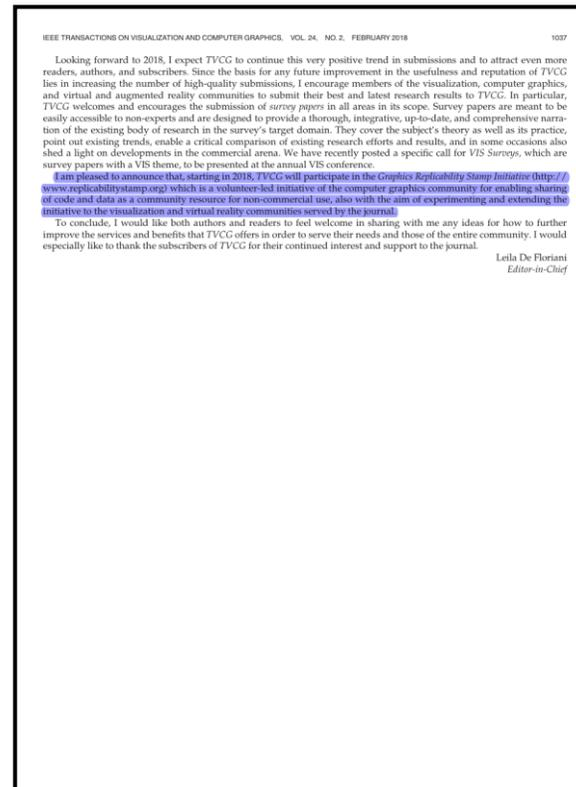 IEEE TRANSACTIONS ON VISUALIZATION AND COMPUTER GRAPHICS, VOL. 24, NO. 2, FEBRUARY 2018 1037
Looking forward to 2018, I expect TVCG to continue this very positive trend in submissions and to attract even more
readers, authors, and subscribers. Since the basis for any future improvement in the usefulness and reputation of TVCG
lies in increasing the number of high-quality submissions, I encourage members of the visualization, computer graphics,
and virtual and augmented reality communities to submit their best and latest research results to TVCG. In particular,
TVCG welcomes and encourages the submission of survey papers in all areas in its scope. Survey papers are meant to be
easily accessible to non-experts and are designed to provide a thorough, integrative, up-to-date, and comprehensive narra-
tion of the existing body of research in the survey's target domain. They cover the subject's theory as well as its practice,
point out existing trends, enable a critical comparison of existing research efforts and results, and in some occasions also
shed a light on developments in the commercial arena. We have recently posted a specific call for VIS Surveys, which are
survey papers with a VIS theme, to be presented at the annual VIS conference.
I am pleased to announce that, starting in 2018, TVCG will participate in the Graphics Replicability Stamp Initiative (http://
www.replicabilitystamp.org) which is a volunteer-led initiative of the computer graphics community for enabling sharing
of code and data as a community resource for non-commercial use, also with the aim of experimenting and extending the
initiative to the visualization and virtual reality communities served by the journal.
To conclude, I would like both authors and readers to feel welcome in sharing with me any ideas for how to further
improve the services and benefits that TVCG offers in order to serve their needs and those of the entire community. I would
especially like to thank the subscribers of TVCG for their continued interest and support to the journal.
Leila De Floriani
Editor-in-Chief